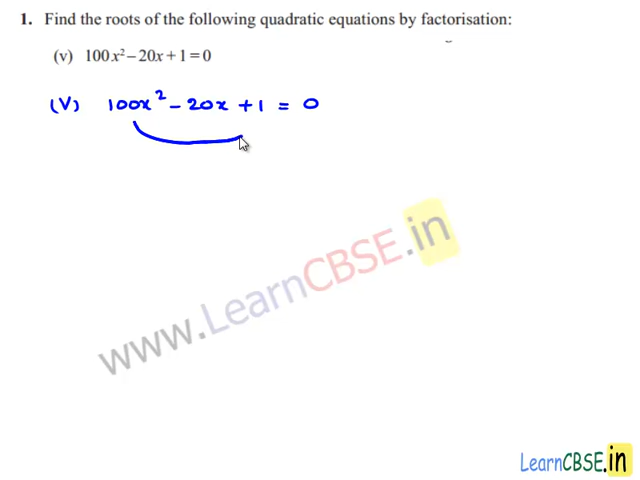 1. Find the roots of the following quadratic equations by factorisation:
(v) 100x² – 20x + 1 = 0
(V) 100x² - 20x + 1 = 0
www.LearnCBSE.in
LearnCBSE.in